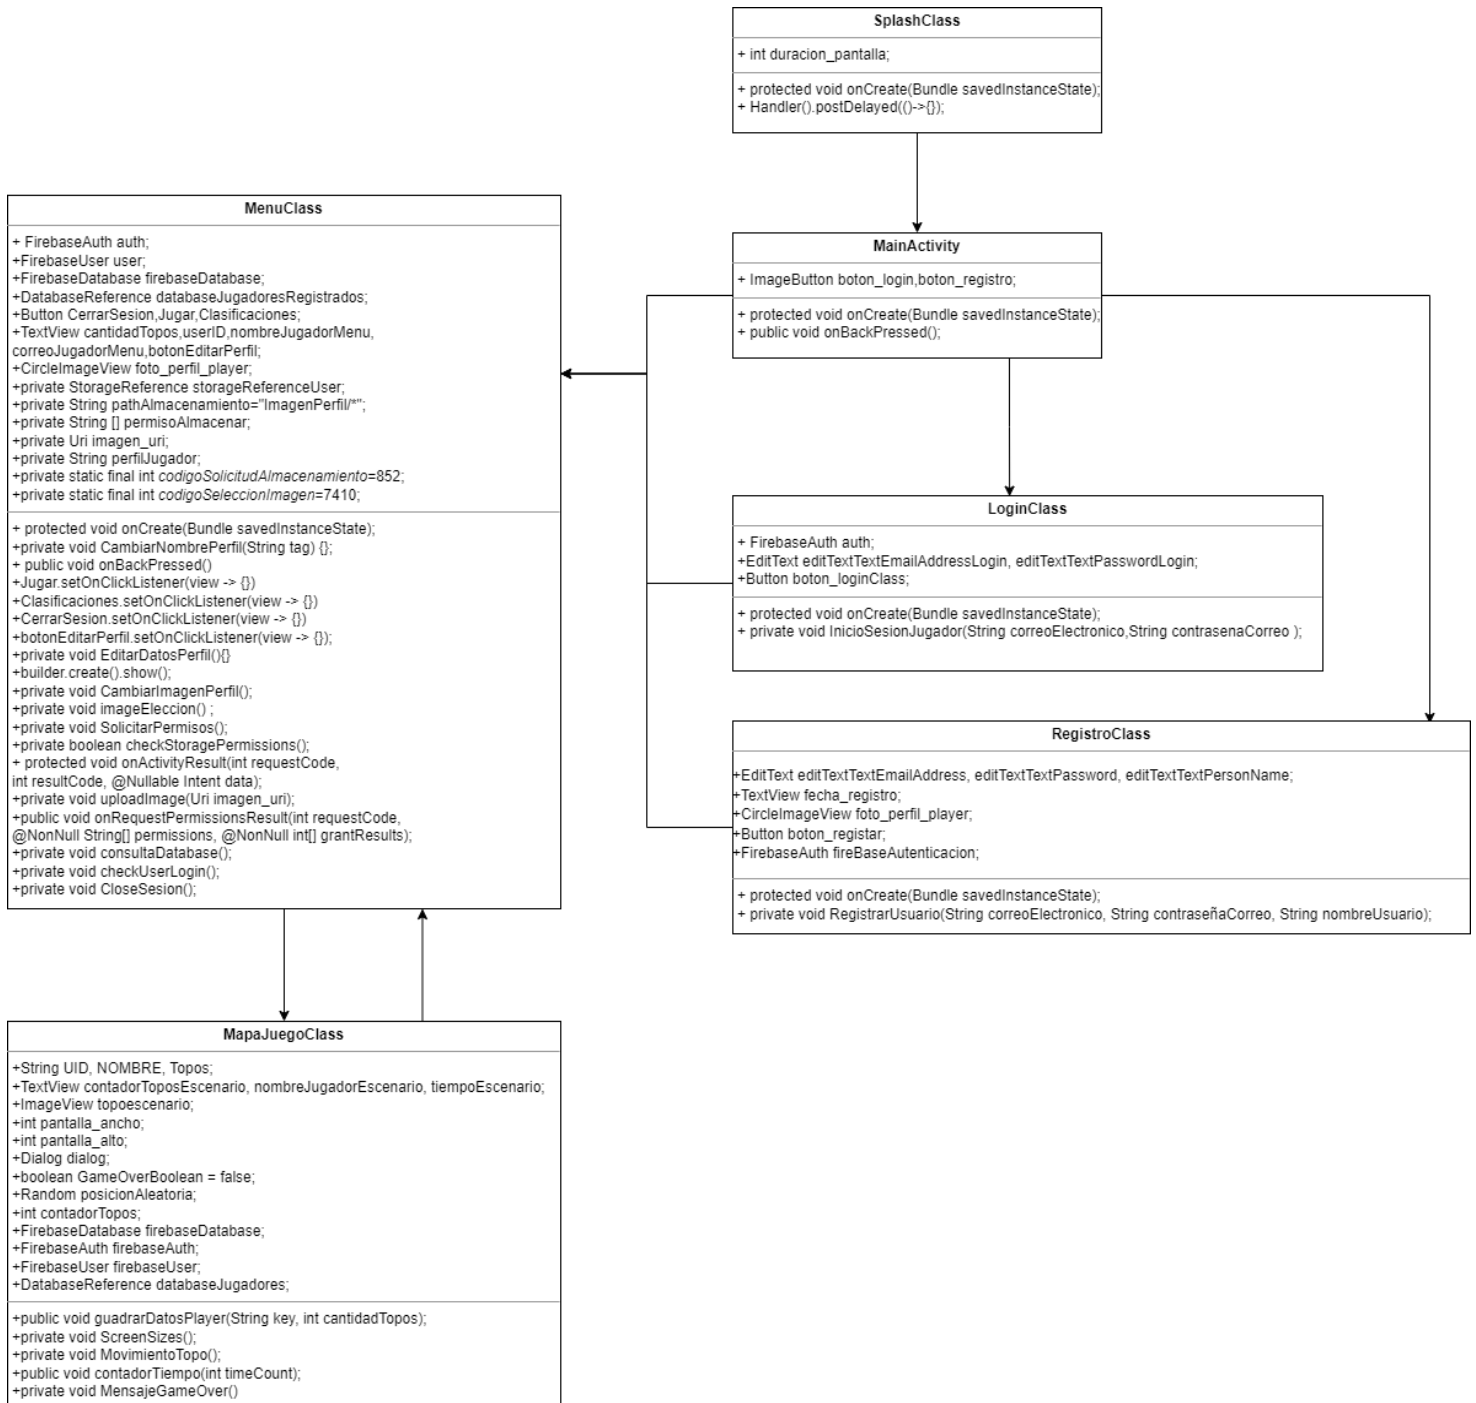 SplashClass
+ int duracion_pantalla;
+ protected void onCreate(Bundle savedInstanceState);
+ Handler().postDelayed(()->{});
MenuClass
+ FirebaseAuth auth;
+FirebaseUser user;
+FirebaseDatabase firebaseDatabase;
+DatabaseReference databaseJugadoresRegistrados;
+Button CerrarSesion,Jugar,Clasificaciones;
+TextView cantidadTopos,userID,nombreJugadorMenu,
correoJugadorMenu,botonEditarPerfil;
+CircleImageView foto_perfil_player;
+private StorageReference storageReferenceUser;
+private String pathAlmacenamiento="ImagenPerfil/*";
+private String [] permisoAlmacenar;
+private Uri imagen_uri;
+private String perfilJugador;
+private static final int codigoSolicitudAlmacenamiento=852;
+private static final int codigoSeleccionImagen=7410;
+ protected void onCreate(Bundle savedInstanceState);
+private void CambiarNombrePerfil(String tag) {};
+ public void onBackPressed()
+Jugar.setOnClickListener(view -> {})
+Clasificaciones.setOnClickListener(view -> {})
+CerrarSesion.setOnClickListener(view -> {})
+botonEditarPerfil.setOnClickListener(view -> {});
+private void EditarDatosPerfil(){}
+builder.create().show();
+private void CambiarImagenPerfil();
+private void imageEleccion() ;
+private void SolicitarPermisos();
+private boolean checkStoragePermissions();
+ protected void onActivityResult(int requestCode,
int resultCode, @Nullable Intent data);
+private void uploadImage(Uri imagen_uri);
+public void onRequestPermissionsResult(int requestCode,
@NonNull String[] permissions, @NonNull int[] grantResults);
+private void consultaDatabase();
+private void checkUserLogin();
+private void CloseSesion();
MainActivity
+ ImageButton boton_login,boton_registro;
+ protected void onCreate(Bundle savedInstanceState);
+ public void onBackPressed();
LoginClass
+ FirebaseAuth auth;
+EditText editTextTextEmailAddressLogin, editTextTextPasswordLogin;
+Button boton_loginClass;
+ protected void onCreate(Bundle savedInstanceState);
+ private void InicioSesionJugador(String correoElectronico,String contrasenaCorreo );
RegistroClass
+EditText editTextTextEmailAddress, editTextTextPassword, editTextTextPersonName;
+TextView fecha_registro;
+CircleImageView foto_perfil_player;
+Button boton_registar;
+FirebaseAuth fireBaseAutenticacion;
+ protected void onCreate(Bundle savedInstanceState);
+ private void RegistrarUsuario(String correoElectronico, String contraseñaCorreo, String nombreUsuario);
MapaJuegoClass
+String UID, NOMBRE, Topos;
+TextView contadorToposEscenario, nombreJugadorEscenario, tiempoEscenario;
+ImageView topoescenario;
+int pantalla_ancho;
+int pantalla_alto;
+Dialog dialog;
+boolean GameOverBoolean = false;
+Random posicionAleatoria;
+int contadorTopos;
+FirebaseDatabase firebaseDatabase;
+FirebaseAuth firebaseAuth;
+FirebaseUser firebaseUser;
+DatabaseReference databaseJugadores;
+public void guadrarDatosPlayer(String key, int cantidadTopos);
+private void ScreenSizes();
+private void MovimientoTopo();
+public void contadorTiempo(int timeCount);
+private void MensajeGameOver()